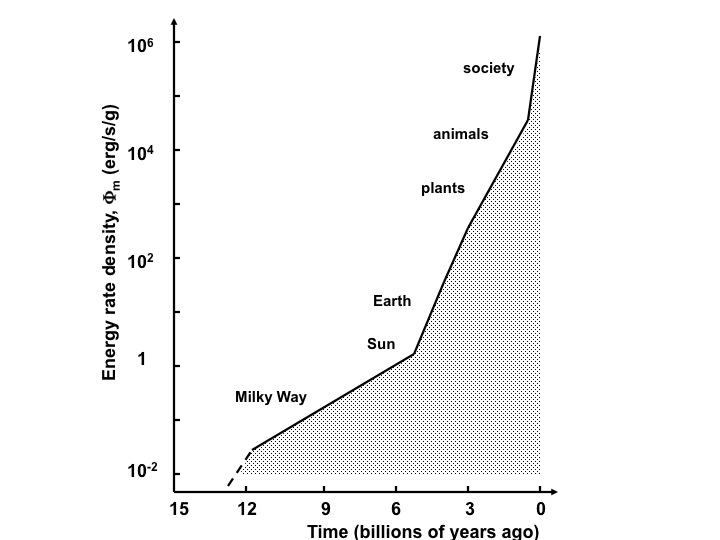 10⁶
society
animals
10⁴
plants
Energy rate density, Φm (erg/s/g)
10²
Earth
Sun
1
Milky Way
10⁻²
15 12 9 6 3 0
Time (billions of years ago)